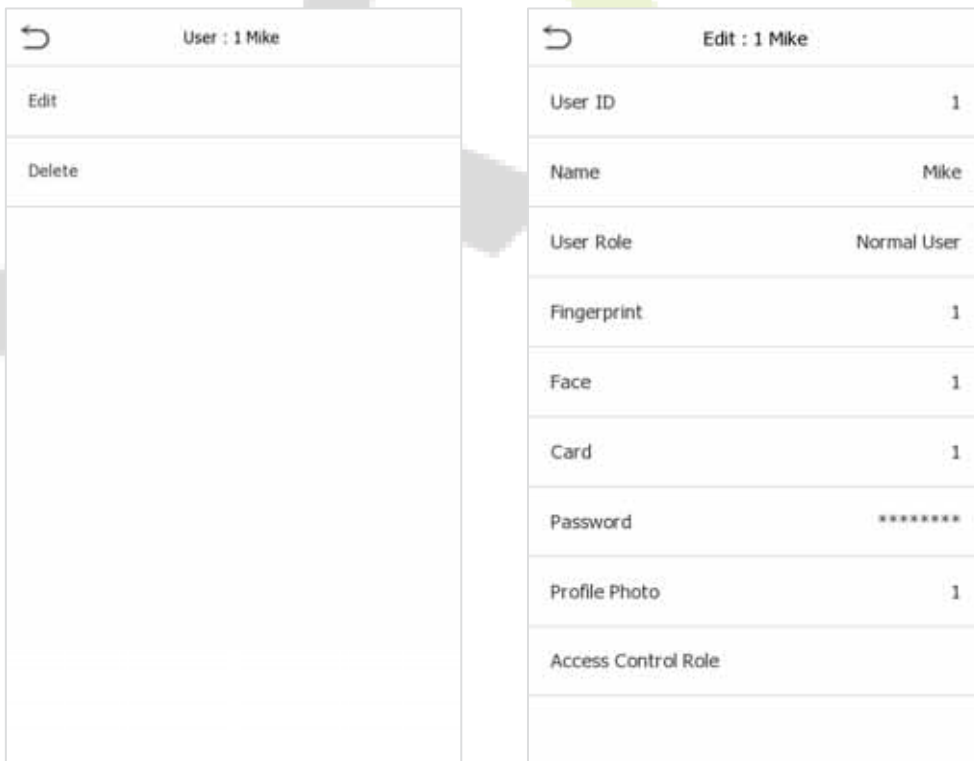 User : 1 Mike
Edit
Delete
Edit : 1 Mike
User ID 1
Name Mike
User Role Normal User
Fingerprint 1
Face 1
Card 1
Password ********
Profile Photo 1
Access Control Role